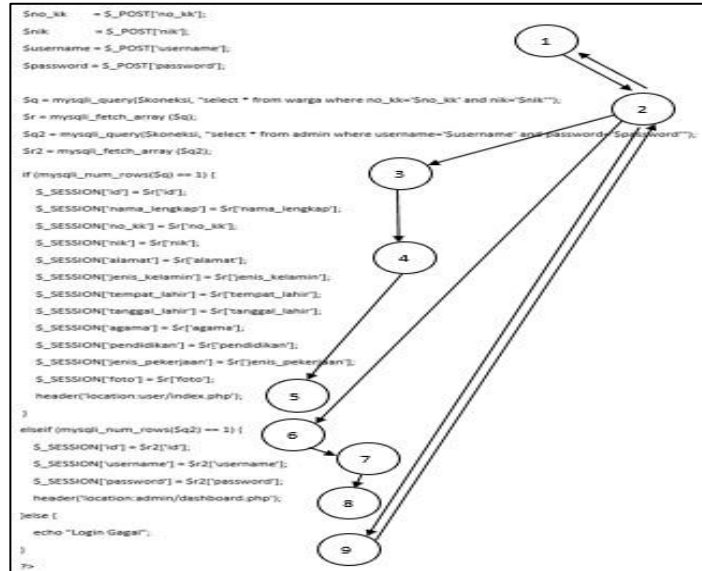 $no_kk = $_POST['no_kk'];
$nik = $_POST['nik'];
$username = $_POST['username'];
$password = $_POST['password'];
1
$q = mysqli_query($koneksi, "select * from warga where no_kk='$no_kk' and nik='$nik'");
2
$r = mysqli_fetch_array ($q);
$q2 = mysqli_query($koneksi, "select * from admin where username='$username' and password='$password'");
$r2 = mysqli_fetch_array ($q2);
if (mysqli_num_rows($q) == 1) {
3
$_SESSION['id'] = $r['id'];
$_SESSION['nama_lengkap'] = $r['nama_lengkap'];
$_SESSION['no_kk'] = $r['no_kk'];
$_SESSION['nik'] = $r['nik'];
$_SESSION['alamat'] = $r['alamat'];
4
$_SESSION['jenis_kelamin'] = $r['jenis_kelamin'];
$_SESSION['tempat_lahir'] = $r['tempat_lahir'];
$_SESSION['tanggal_lahir'] = $r['tanggal_lahir'];
$_SESSION['agama'] = $r['agama'];
$_SESSION['pendidikan'] = $r['pendidikan'];
$_SESSION['jenis_pekerjaan'] = $r['jenis_pekerjaan'];
$_SESSION['foto'] = $r['foto'];
header('location:user/index.php');
5
}
elseif (mysqli_num_rows($q2) == 1) {
6
$_SESSION['id'] = $r2['id'];
$_SESSION['username'] = $r2['username'];
7
$_SESSION['password'] = $r2['password'];
header('location:admin/dashboard.php');
8
}else {
echo "Login Gagal";
9
}
?>